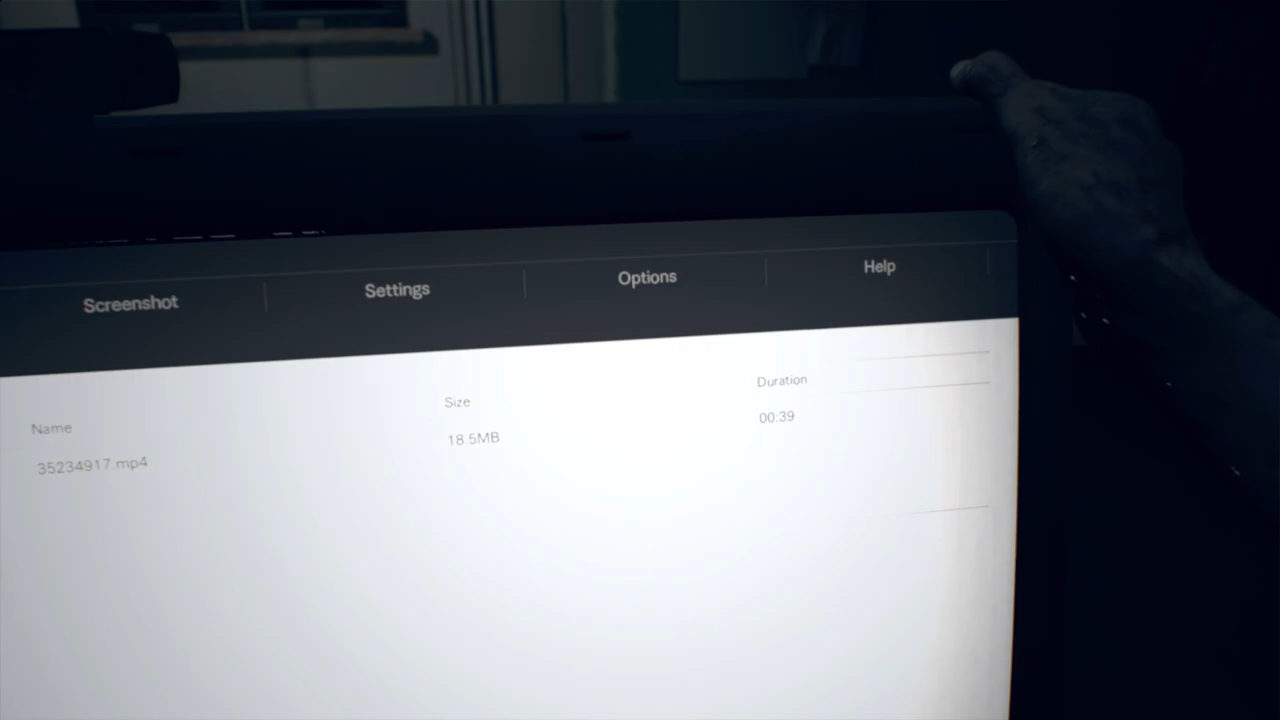 Screenshot Settings Options Help
Name Size Duration
35234917.mp4 18.5MB 00:39